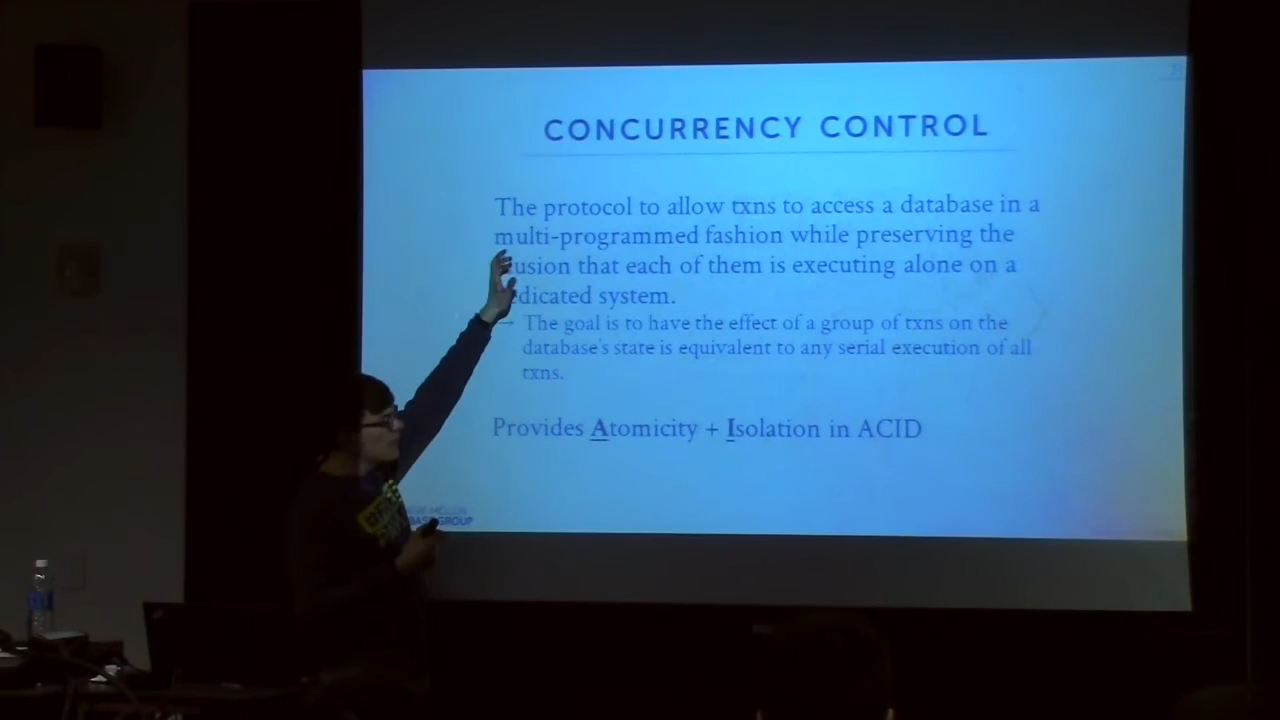 CONCURRENCY CONTROL
The protocol to allow txns to access a database in a
multi-programmed fashion while preserving the
that each of them is executing alone on a
system.
→ The goal is to have the effect of a group of txns on the
database's state is equivalent to any serial execution of all
txns.
Provides Atomicity + Isolation in ACID
GROUP